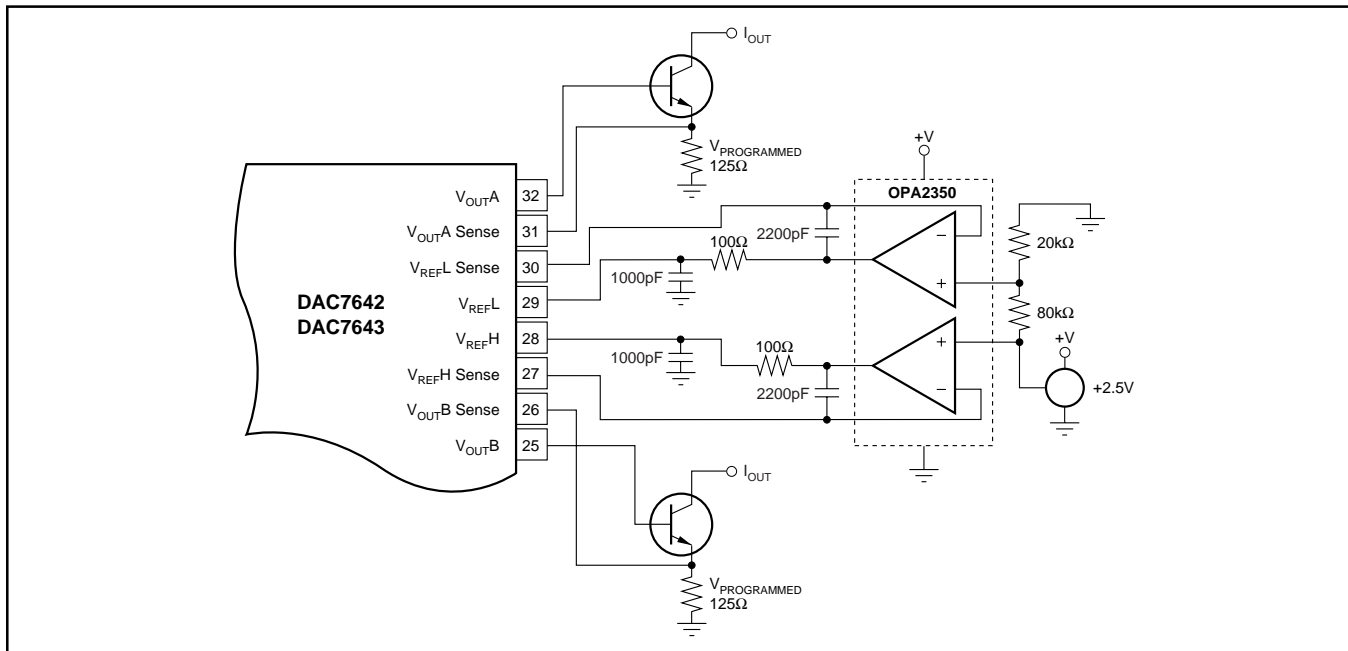 I_OUT
V_PROGRAMMED
125Ω
+V
OPA2350
V_OUTA 32
V_OUTA Sense 31
V_REFL Sense 30
V_REFL 29
V_REFH 28
V_REFH Sense 27
V_OUTB Sense 26
V_OUTB 25
DAC7642
DAC7643
100Ω
2200pF
1000pF
−
+
20kΩ
80kΩ
100Ω
1000pF
2200pF
+
−
+V
+2.5V
I_OUT
V_PROGRAMMED
125Ω